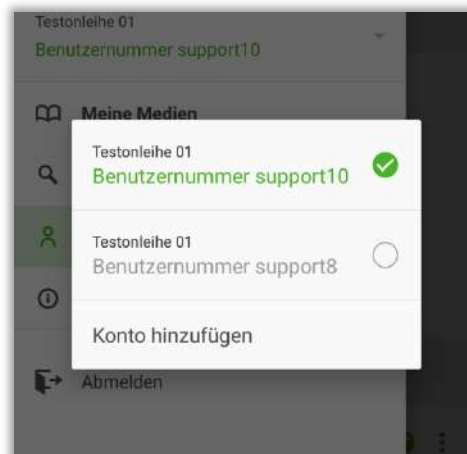 Testonleihe 01
Benutzernummer support10
Meine Medien
Testonleihe 01
Benutzernummer support10
Testonleihe 01
Benutzernummer support8
Konto hinzufügen
Abmelden